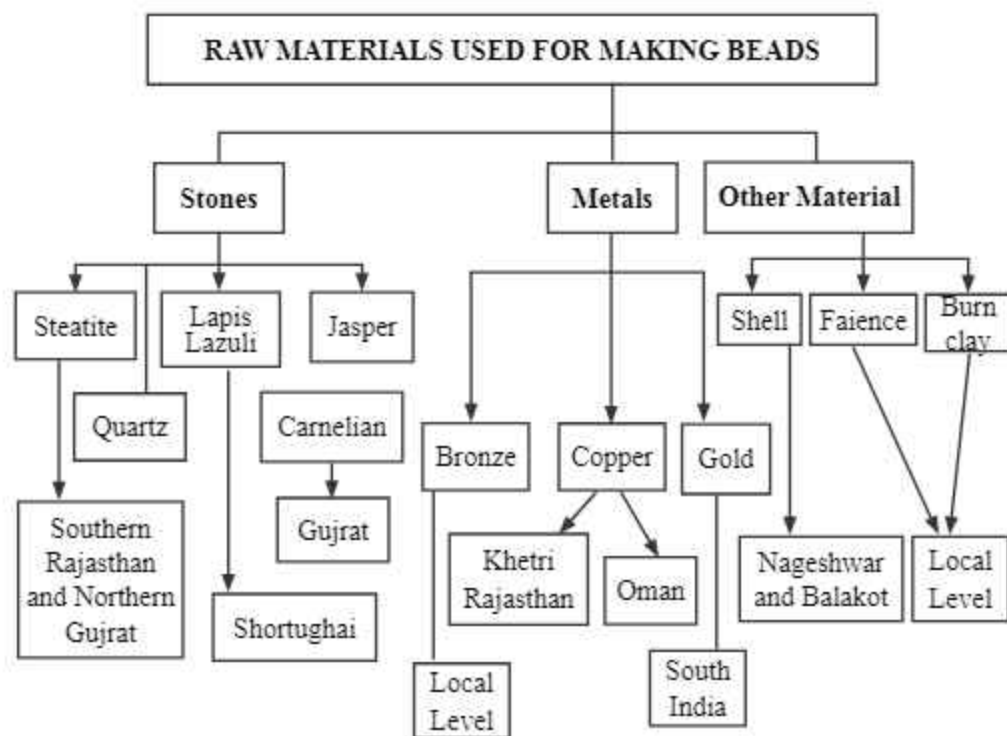 RAW MATERIALS USED FOR MAKING BEADS
Stones
Metals
Other Material
Steatite
Lapis
Lazuli
Jasper
Shell
Faience
Burn
clay
Quartz
Carnelian
Bronze
Copper
Gold
Southern
Rajasthan
and Northern
Gujrat
Gujrat
Shortughai
Khetri
Rajasthan
Oman
Nageshwar
and Balakot
Local
Level
Local
Level
South
India